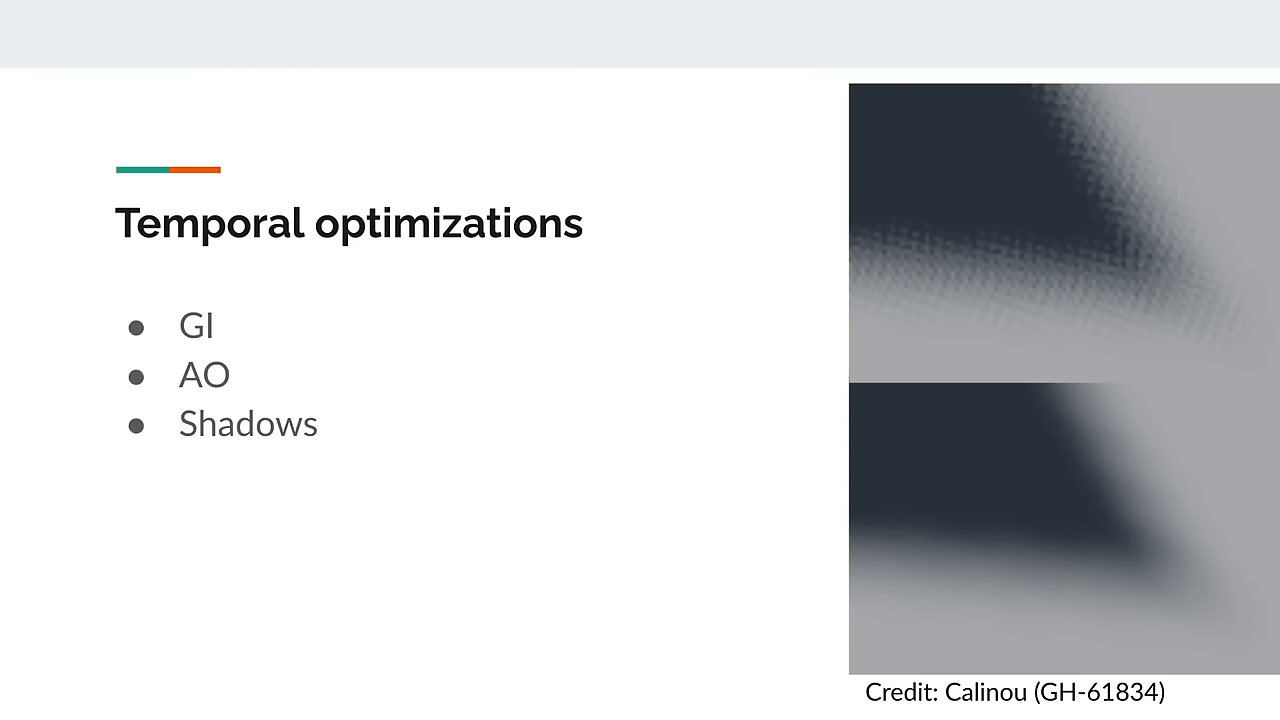 Temporal optimizations
● GI
● AO
● Shadows
Credit: Calinou (GH-61834)